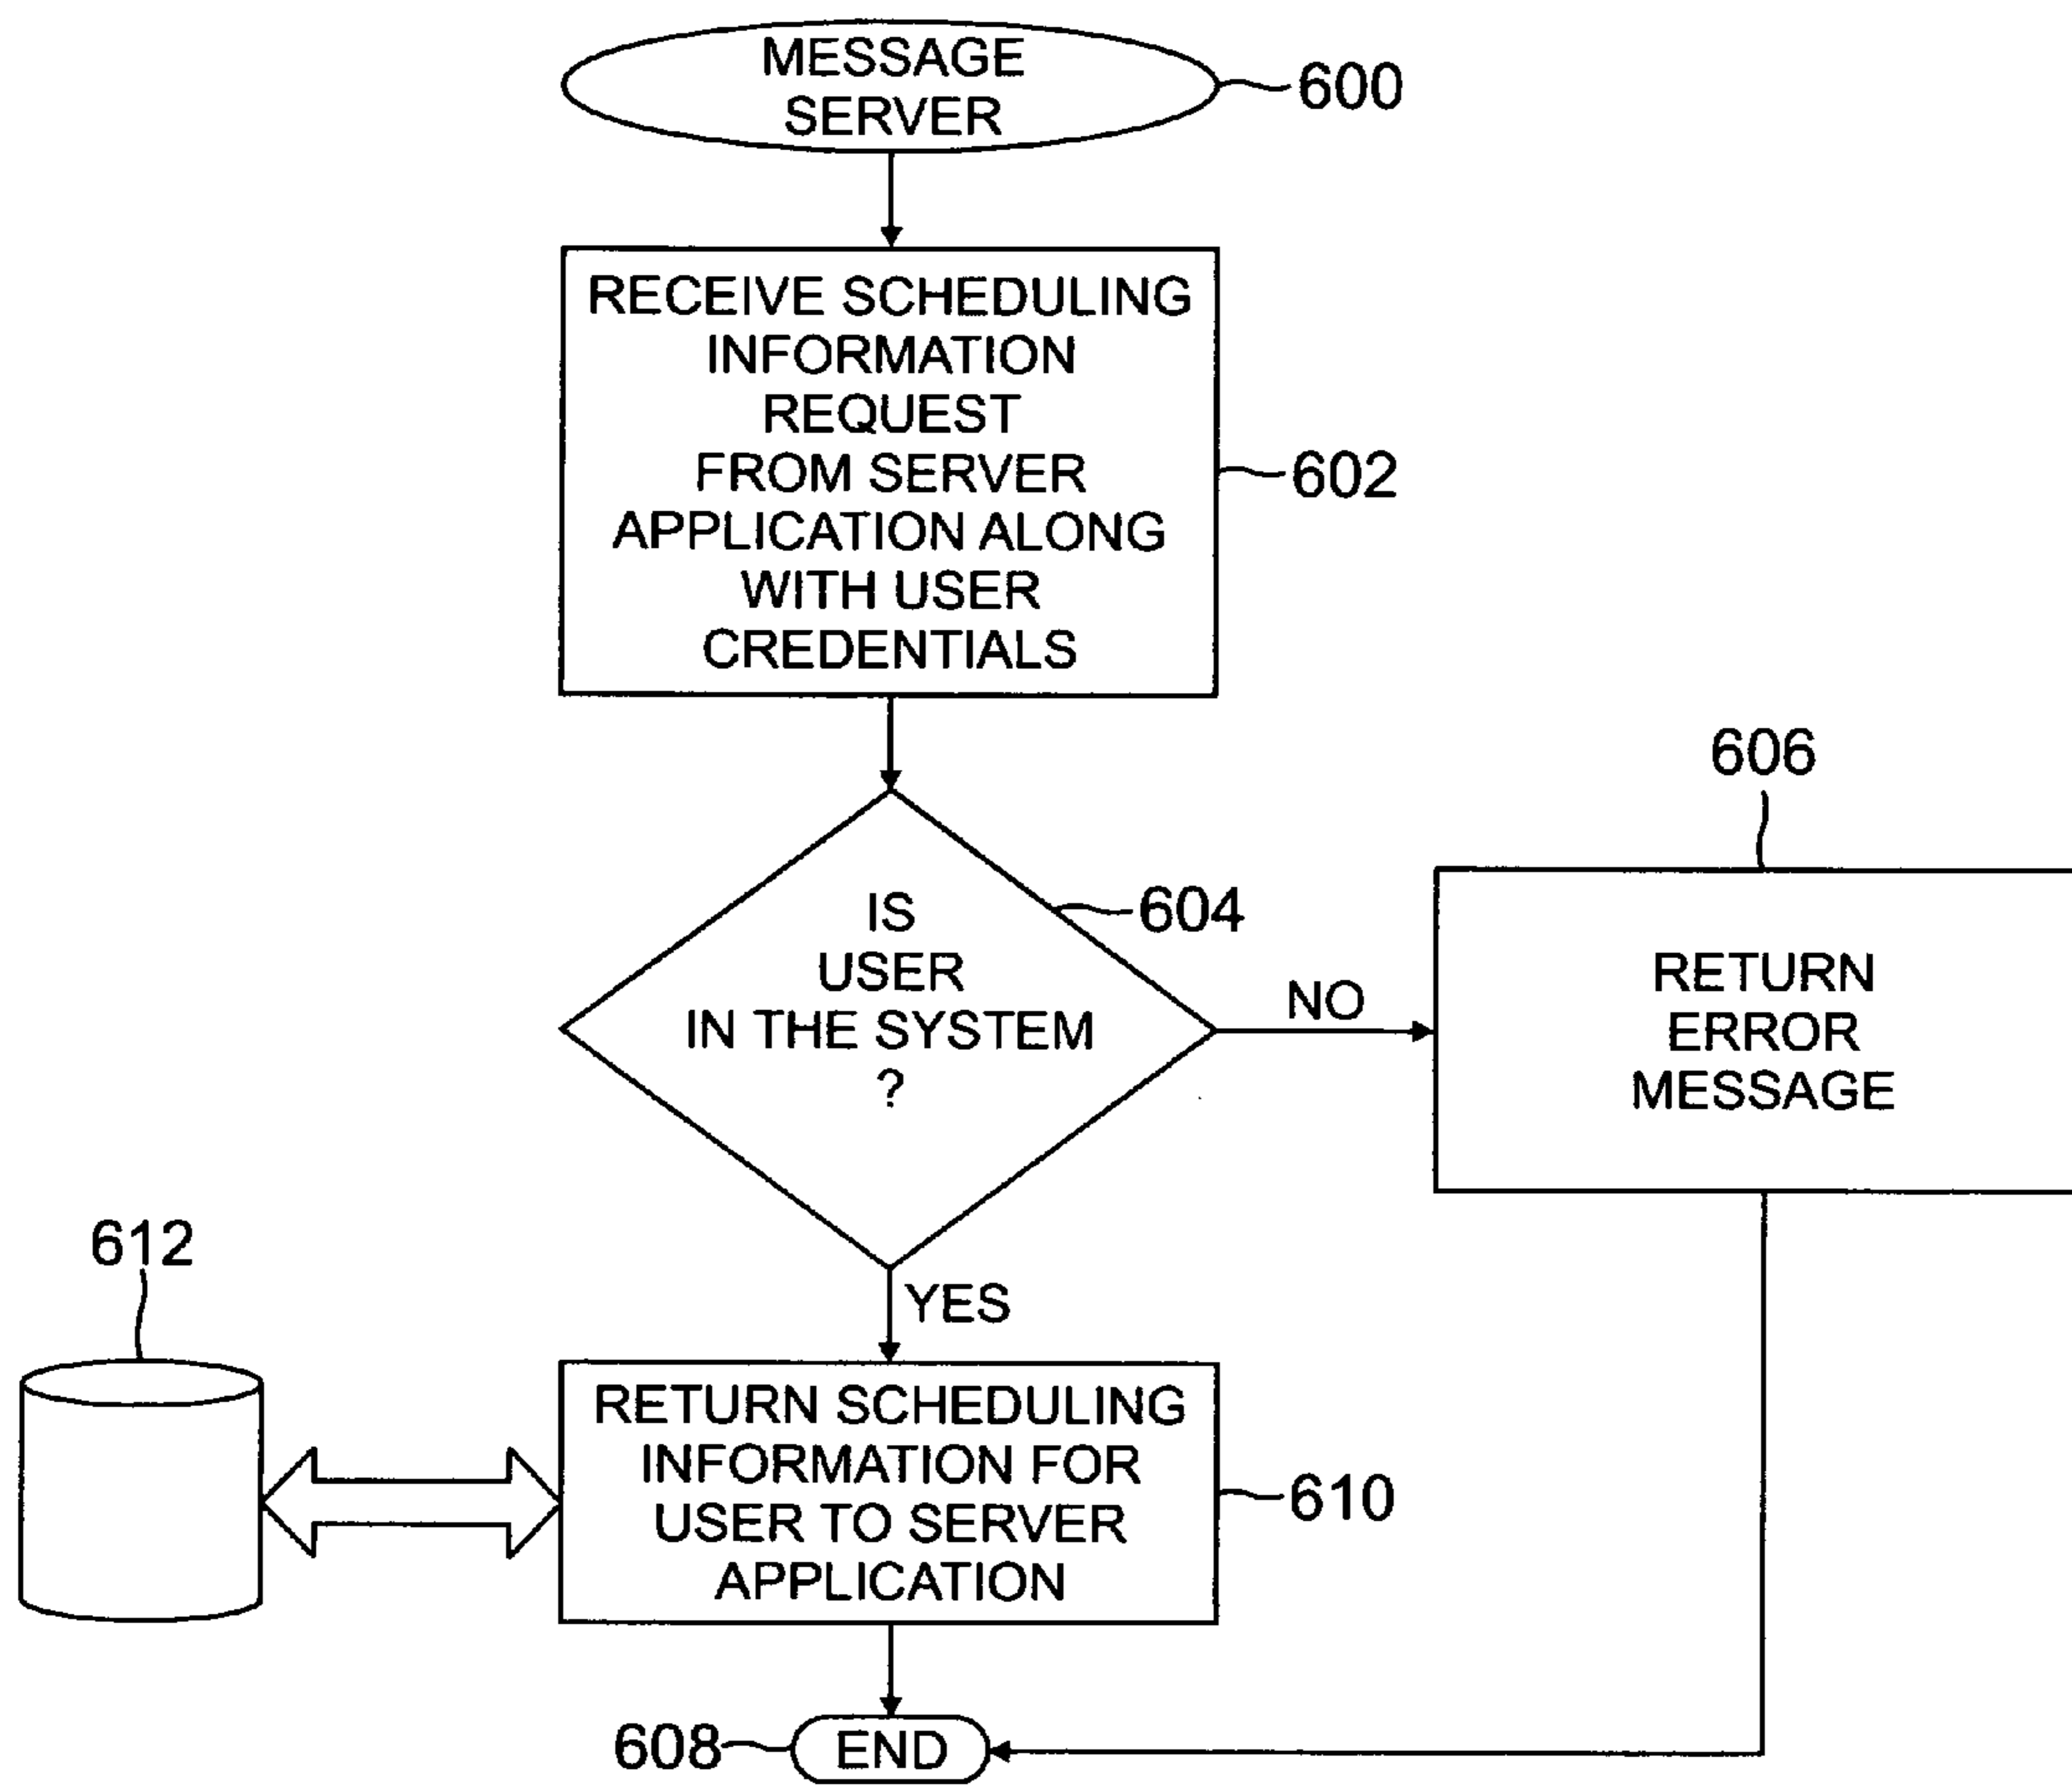 MESSAGE
SERVER
600
RECEIVE SCHEDULING
INFORMATION
REQUEST
FROM SERVER
APPLICATION ALONG
WITH USER
CREDENTIALS
602
IS
USER
IN THE SYSTEM
?
604
NO
606
RETURN
ERROR
MESSAGE
YES
612
RETURN SCHEDULING
INFORMATION FOR
USER TO SERVER
APPLICATION
610
608
END